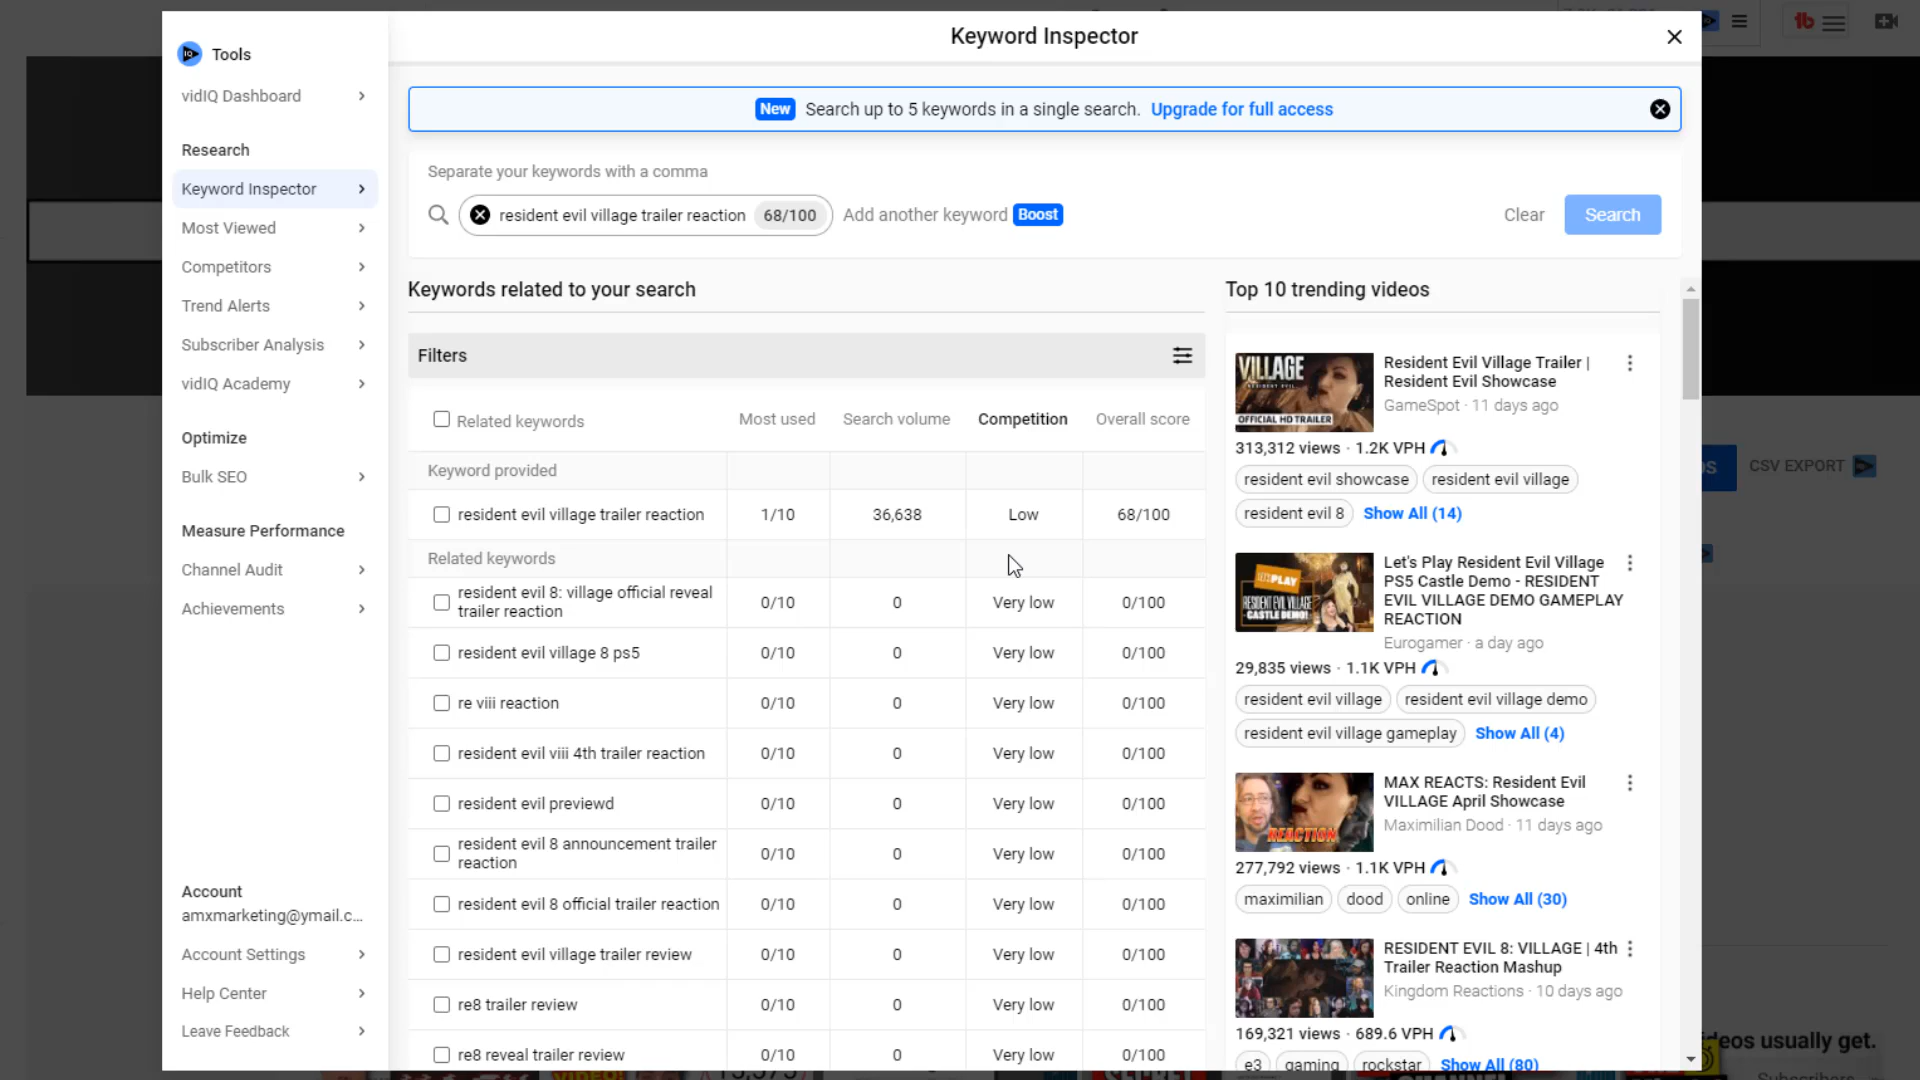 Tools
vidIQ Dashboard
Research
Keyword Inspector
Most Viewed
Competitors
Trend Alerts
Subscriber Analysis
vidIQ Academy
Optimize
Bulk SEO
Measure Performance
Channel Audit
Achievements
Account
amxmarketing@ymail.c...
Account Settings
Help Center
Leave Feedback
Keyword Inspector
New Search up to 5 keywords in a single search. Upgrade for full access
Separate your keywords with a comma
resident evil village trailer reaction 68/100 Add another keyword Boost Clear Search
Keywords related to your search
Filters
Related keywords Most used Search volume Competition Overall score
Keyword provided
resident evil village trailer reaction 1/10 36,638 Low 68/100
Related keywords
resident evil 8: village official reveal
trailer reaction 0/10 0 Very low 0/100
resident evil village 8 ps5 0/10 0 Very low 0/100
re viii reaction 0/10 0 Very low 0/100
resident evil viii 4th trailer reaction 0/10 0 Very low 0/100
resident evil previewd 0/10 0 Very low 0/100
resident evil 8 announcement trailer
reaction 0/10 0 Very low 0/100
resident evil 8 official trailer reaction 0/10 0 Very low 0/100
resident evil village trailer review 0/10 0 Very low 0/100
re8 trailer review 0/10 0 Very low 0/100
re8 reveal trailer review 0/10 0 Very low 0/100
Top 10 trending videos
VILLAGE
RESIDENT EVIL
OFFICIAL HD TRAILER
Resident Evil Village Trailer |
Resident Evil Showcase
GameSpot · 11 days ago
313,312 views · 1.2K VPH
resident evil showcase resident evil village
resident evil 8 Show All (14)
LET'S PLAY
RESIDENT EVIL VILLAGE
CASTLE DEMO!
Let's Play Resident Evil Village
PS5 Castle Demo - RESIDENT
EVIL VILLAGE DEMO GAMEPLAY
REACTION
Eurogamer · a day ago
29,835 views · 1.1K VPH
resident evil village resident evil village demo
resident evil village gameplay Show All (4)
REACTION
MAX REACTS: Resident Evil
VILLAGE April Showcase
Maximilian Dood · 11 days ago
277,792 views · 1.1K VPH
maximilian dood online Show All (30)
RESIDENT EVIL 8: VILLAGE | 4th
Trailer Reaction Mashup
Kingdom Reactions · 10 days ago
169,321 views · 689.6 VPH
e3 gaming rockstar Show All (80)
CSV EXPORT
deos usually get.
Subscribers